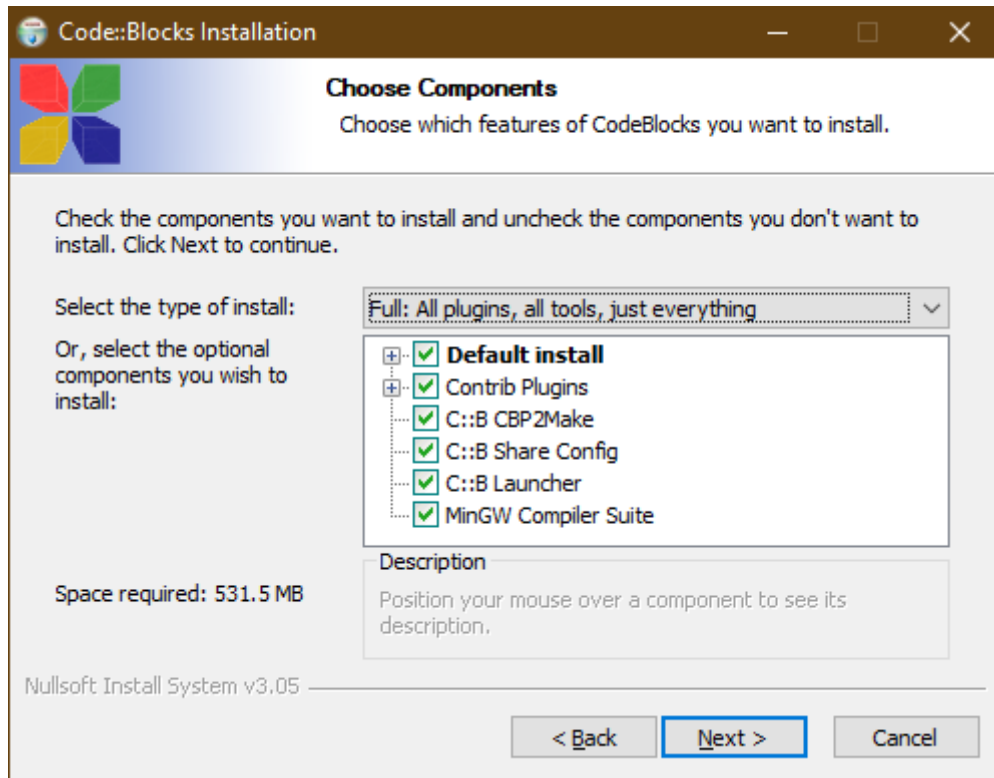 Code::Blocks Installation
Choose Components
Choose which features of CodeBlocks you want to install.
Check the components you want to install and uncheck the components you don't want to
install. Click Next to continue.
Select the type of install:
Full: All plugins, all tools, just everything
Or, select the optional
components you wish to
install:
Default install
Contrib Plugins
C::B CBP2Make
C::B Share Config
C::B Launcher
MinGW Compiler Suite
Space required: 531.5 MB
Description
Position your mouse over a component to see its
description.
Nullsoft Install System v3.05
< Back
Next >
Cancel